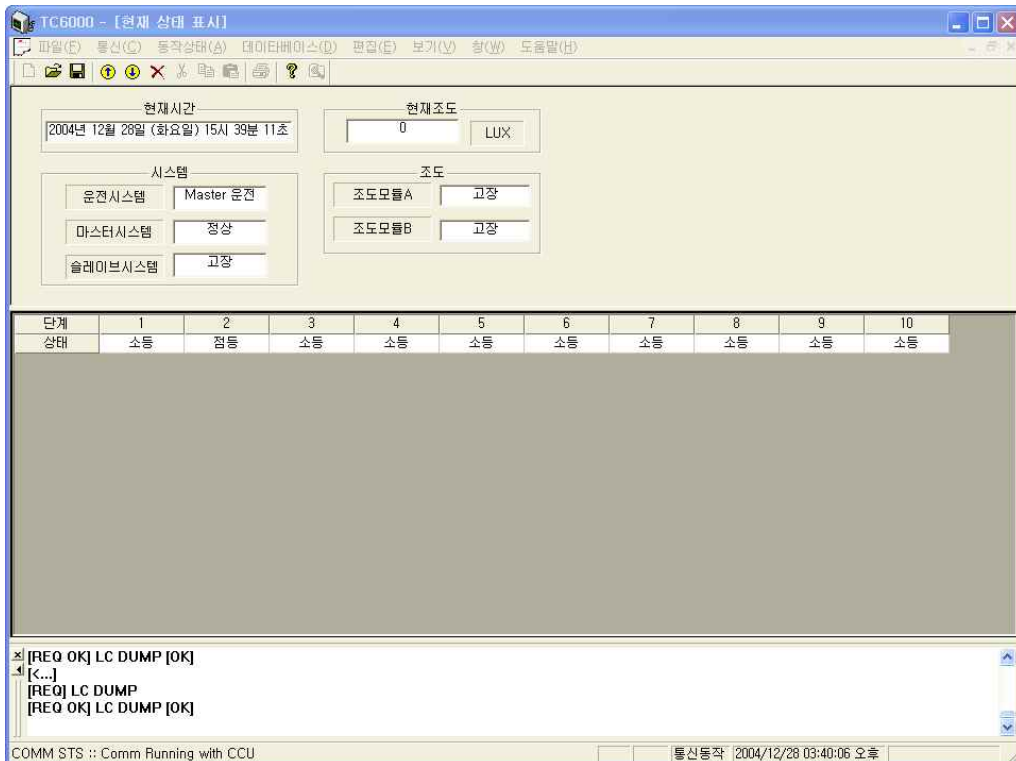 TC6000 - [현재 상태 표시]
파일(F) 통신(C) 동작상태(A) 데이터베이스(D) 편집(E) 보기(V) 창(W) 도움말(H)
현재시간
2004년 12월 28일 (화요일) 15시 39분 11초
현재조도
0 LUX
시스템
운전시스템 Master 운전
마스터시스템 정상
슬레이브시스템 고장
조도
조도모듈A 고장
조도모듈B 고장
단계 1 2 3 4 5 6 7 8 9 10
상태 소등 점등 소등 소등 소등 소등 소등 소등 소등 소등
[REQ OK] LC DUMP [OK]
[<...]
[REQ] LC DUMP
[REQ OK] LC DUMP [OK]
COMM STS :: Comm Running with CCU
통신동작 2004/12/28 03:40:06 오후